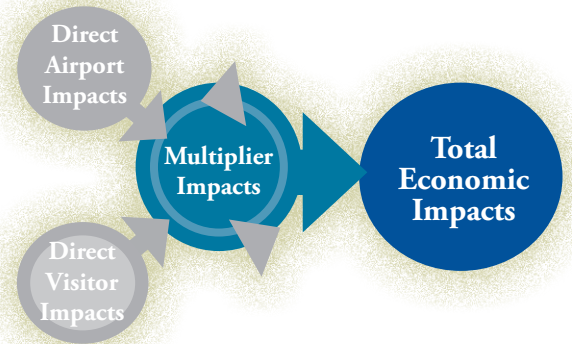 Direct
Airport
Impacts
Multiplier
Impacts
Total
Economic
Impacts
Direct
Visitor
Impacts